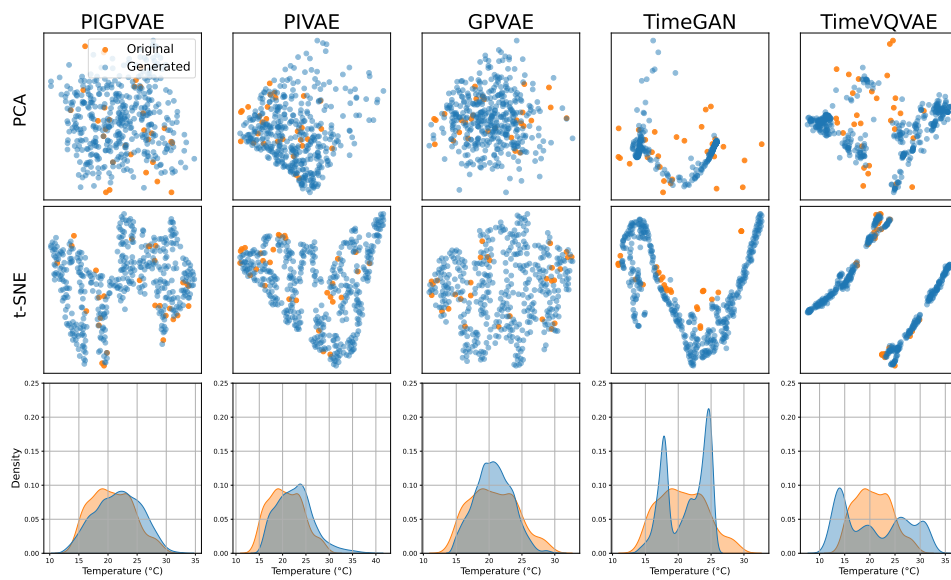 PIGPVAE PIVAE GPVAE TimeGAN TimeVQVAE
PCA
Original
Generated
t-SNE
Density
0.25 0.25 0.25 0.25 0.25
0.20 0.20 0.20 0.20 0.20
0.15 0.15 0.15 0.15 0.15
0.10 0.10 0.10 0.10 0.10
0.05 0.05 0.05 0.05 0.05
0.00 0.00 0.00 0.00 0.00
10 15 20 25 30 35 10 15 20 25 30 35 40 10 15 20 25 30 10 15 20 25 30 10 15 20 25 30 35
Temperature (°C) Temperature (°C) Temperature (°C) Temperature (°C) Temperature (°C)